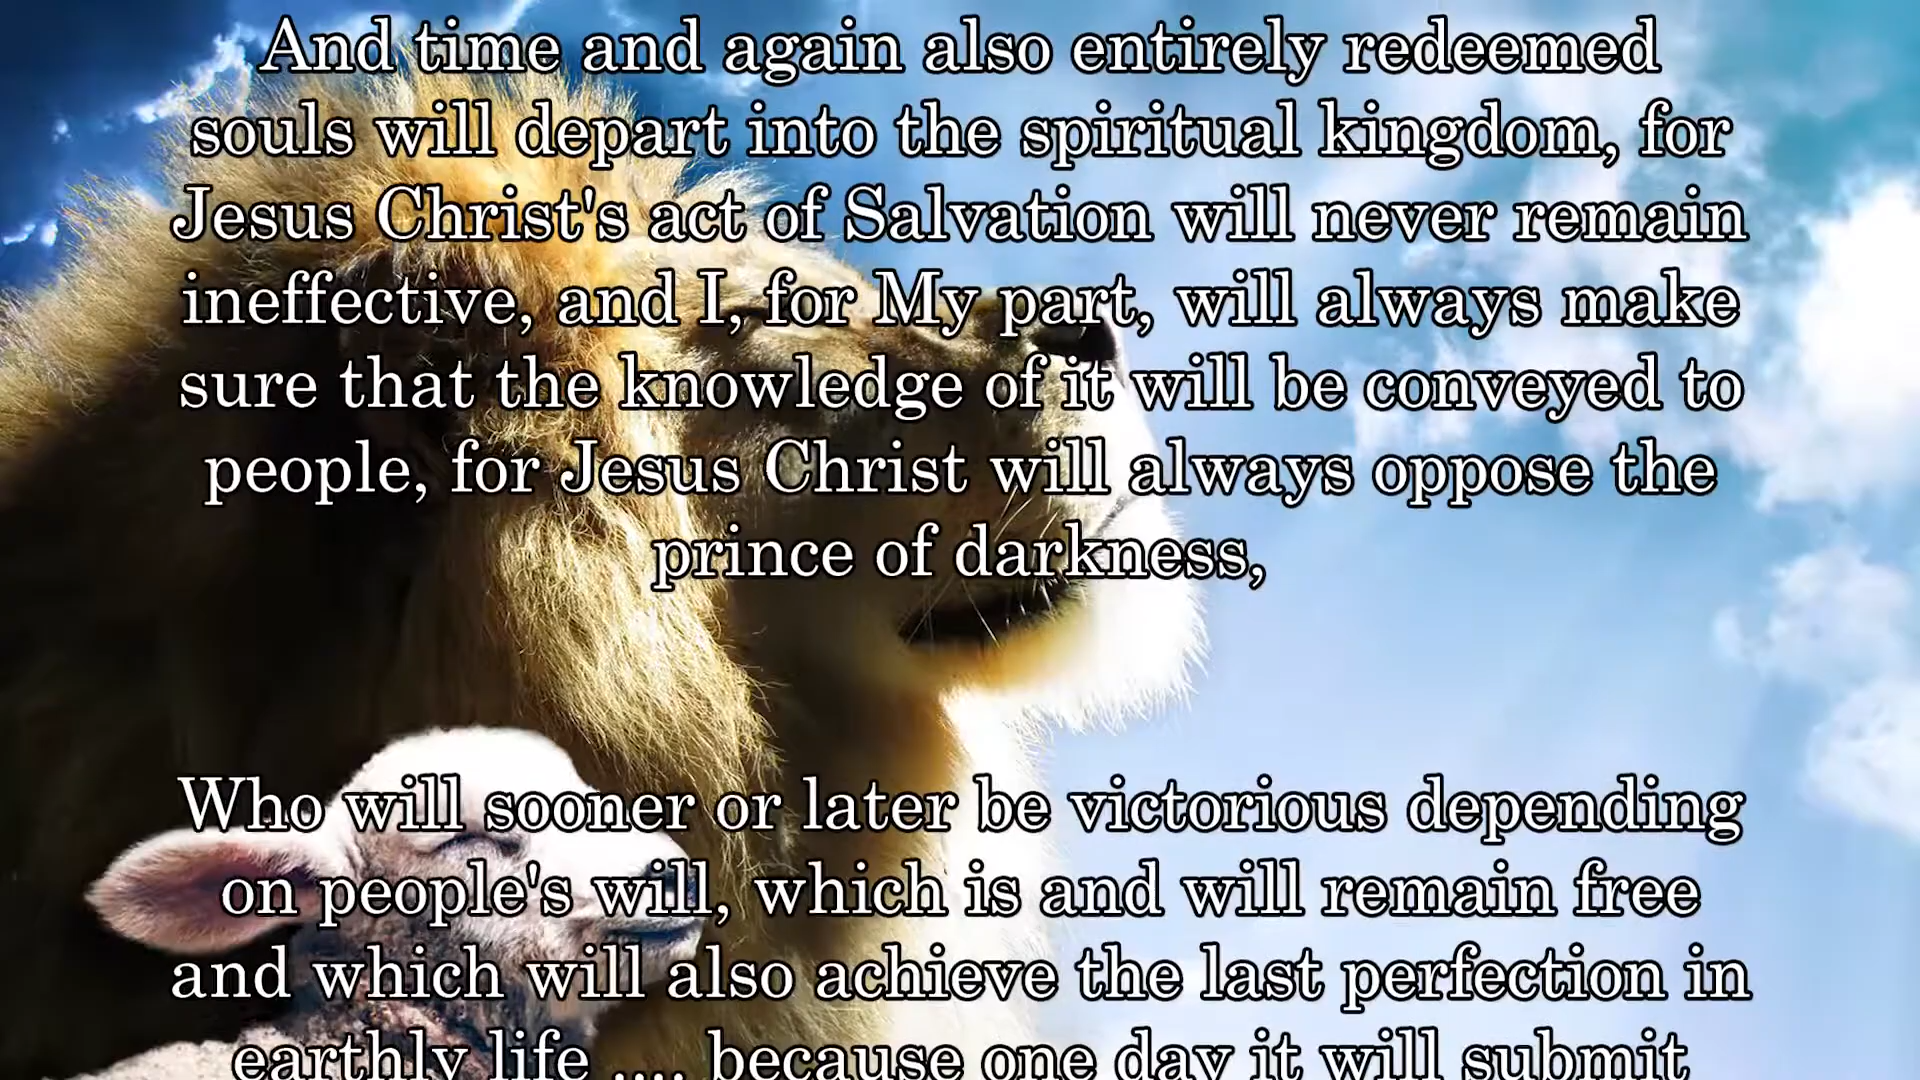 And time and again also entirely redeemed
souls will depart into the spiritual kingdom, for
Jesus Christ's act of Salvation will never remain
ineffective, and I, for My part, will always make
sure that the knowledge of it will be conveyed to
people, for Jesus Christ will always oppose the
prince of darkness,
Who will sooner or later be victorious depending
on people's will, which is and will remain free
and which will also achieve the last perfection in
earthly life .... because one day it will submit